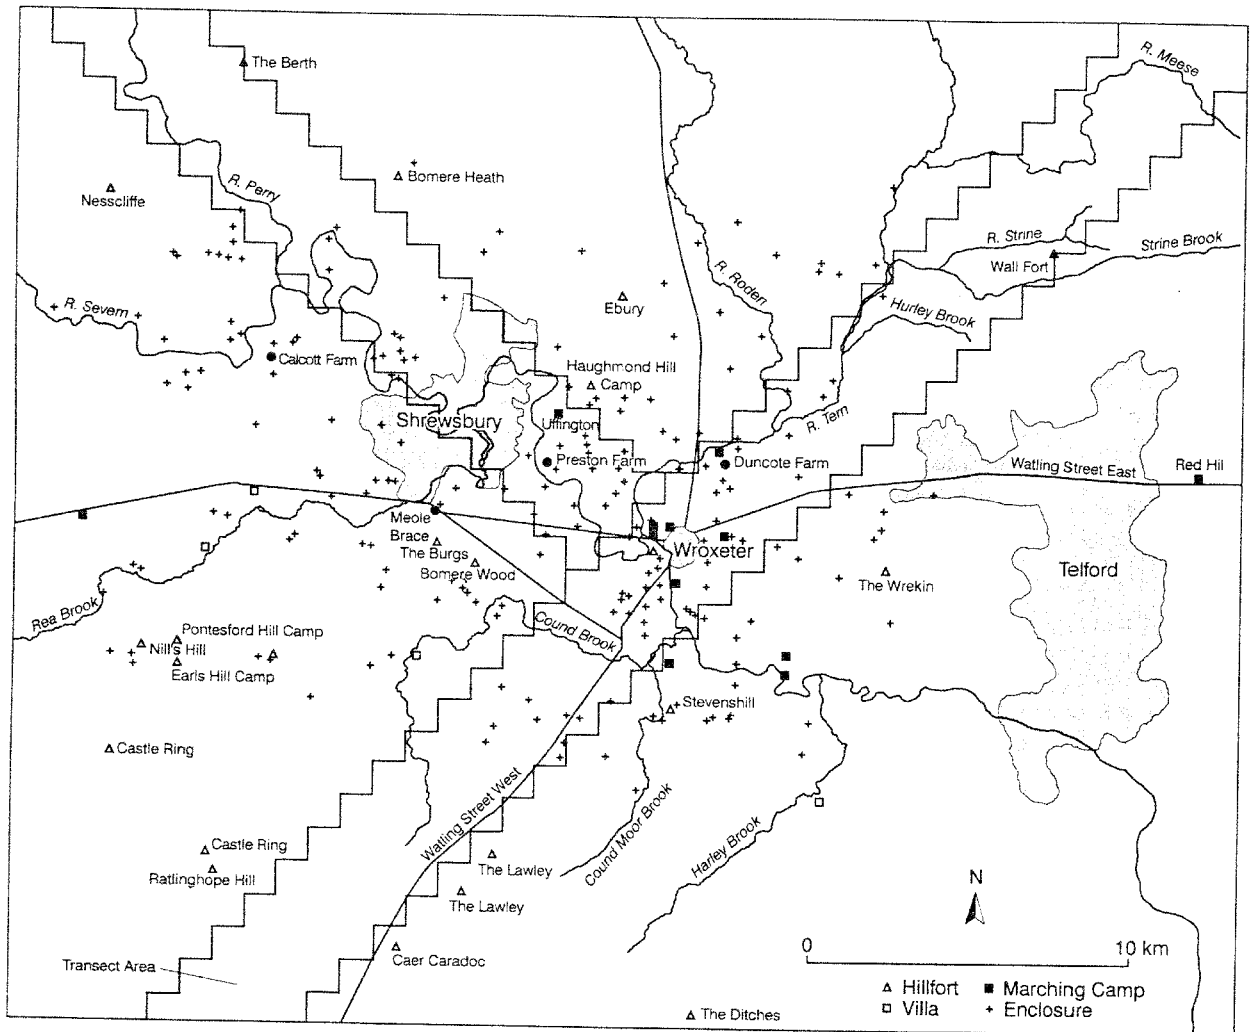 R. Meese
The Berth
Bomere Heath
Nesscliffe
R. Perry
R. Strine
Strine Brook
Wall Fort
R. Roden
R. Severn
Ebury
Hurley Brook
Calcott Farm
Haughmond Hill
Camp
Shrewsbury
Uffington
R. Tern
Preston Farm
Duncote Farm
Watling Street East
Red Hil
Meole
Brace
The Burgs
Bomere Wood
Wroxeter
The Wrekin
Telford
Rea Brook
Cound Brook
Pontesford Hill Camp
Nill's Hill
Earls Hill Camp
Stevenshill
Castle Ring
Watling Street West
Cound Moor Brook
Harley Brook
Castle Ring
Ratlinghope Hill
The Lawley
The Lawley
N
Caer Caradoc
Transect Area
0 10 km
Hillfort Marching Camp
Villa Enclosure
The Ditches